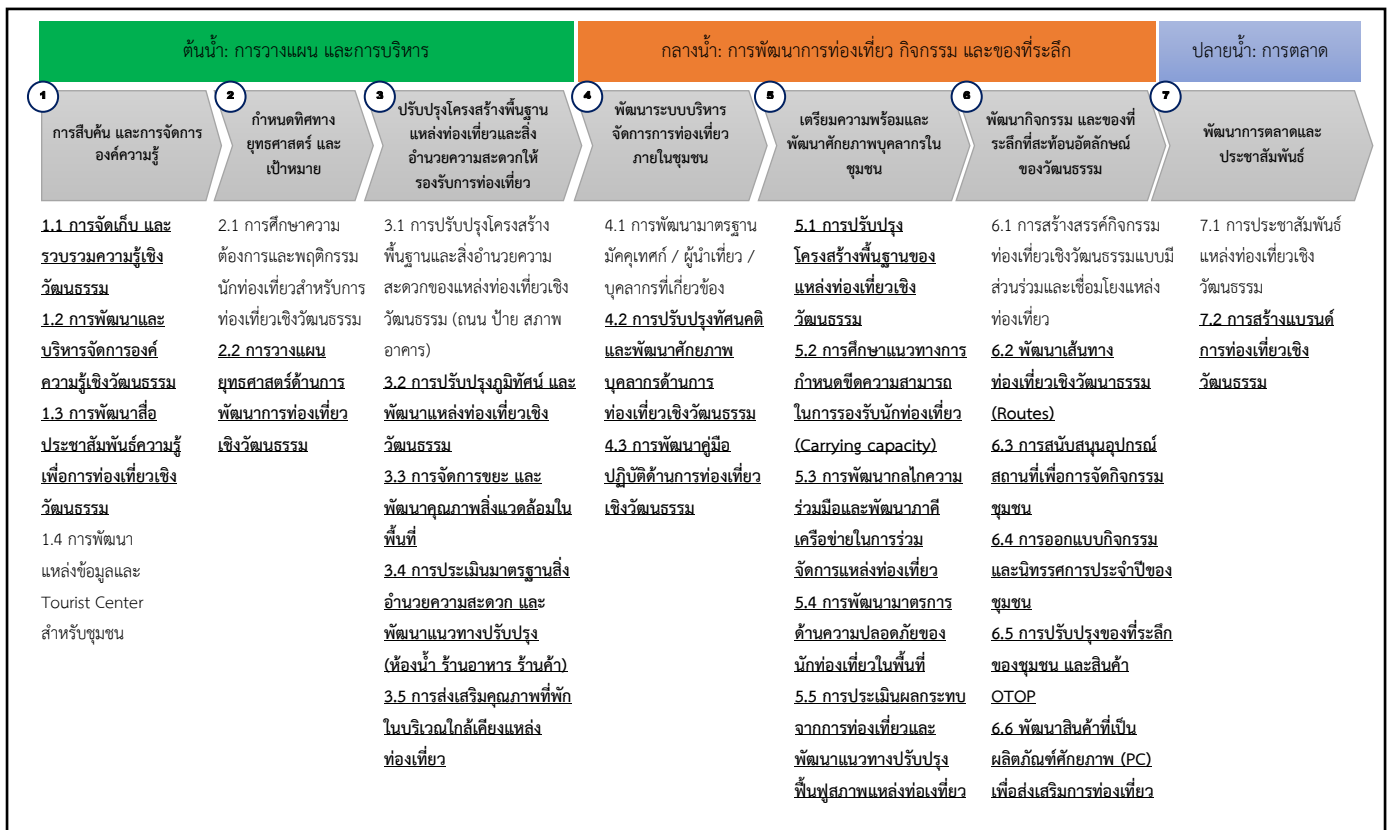 ต้นน้ำ: การวางแผน และการบริหาร
กลางน้ำ: การพัฒนาการท่องเที่ยว กิจกรรม และของที่ระลึก
ปลายน้ำ: การตลาด
1
การสืบค้น และการจัดการ
องค์ความรู้
2
กำหนดทิศทาง
ยุทธศาสตร์ และ
เป้าหมาย
3
ปรับปรุงโครงสร้างพื้นฐาน
แหล่งท่องเที่ยวและสิ่ง
อำนวยความสะดวกให้
รองรับการท่องเที่ยว
4
พัฒนาระบบบริหาร
จัดการการท่องเที่ยว
ภายในชุมชน
5
เตรียมความพร้อมและ
พัฒนาศักยภาพบุคลากรใน
ชุมชน
6
พัฒนากิจกรรม และของที่
ระลึกที่สะท้อนอัตลักษณ์
ของวัฒนธรรม
7
พัฒนาการตลาดและ
ประชาสัมพันธ์
1.1 การจัดเก็บ และ
รวบรวมความรู้เชิง
วัฒนธรรม
1.2 การพัฒนาและ
บริหารจัดการองค์
ความรู้เชิงวัฒนธรรม
1.3 การพัฒนาสื่อ
ประชาสัมพันธ์ความรู้
เพื่อการท่องเที่ยวเชิง
วัฒนธรรม
1.4 การพัฒนา
แหล่งข้อมูลและ
Tourist Center
สำหรับชุมชน
2.1 การศึกษาความ
ต้องการและพฤติกรรม
นักท่องเที่ยวสำหรับการ
ท่องเที่ยวเชิงวัฒนธรรม
2.2 การวางแผน
ยุทธศาสตร์ด้านการ
พัฒนาการท่องเที่ยว
เชิงวัฒนธรรม
3.1 การปรับปรุงโครงสร้าง
พื้นฐานและสิ่งอำนวยความ
สะดวกของแหล่งท่องเที่ยวเชิง
วัฒนธรรม (ถนน ป้าย สภาพ
อาคาร)
3.2 การปรับปรุงภูมิทัศน์ และ
พัฒนาแหล่งท่องเที่ยวเชิง
วัฒนธรรม
3.3 การจัดการขยะ และ
พัฒนาคุณภาพสิ่งแวดล้อมใน
พื้นที่
3.4 การประเมินมาตรฐานสิ่ง
อำนวยความสะดวก และ
พัฒนาแนวทางปรับปรุง
(ห้องน้ำ ร้านอาหาร ร้านค้า)
3.5 การส่งเสริมคุณภาพที่พัก
ในบริเวณใกล้เคียงแหล่ง
ท่องเที่ยว
4.1 การพัฒนามาตรฐาน
มัคคุเทศก์ / ผู้นำเที่ยว /
บุคลากรที่เกี่ยวข้อง
4.2 การปรับปรุงทัศนคติ
และพัฒนาศักยภาพ
บุคลากรด้านการ
ท่องเที่ยวเชิงวัฒนธรรม
4.3 การพัฒนาคู่มือ
ปฏิบัติด้านการท่องเที่ยว
เชิงวัฒนธรรม
5.1 การปรับปรุง
โครงสร้างพื้นฐานของ
แหล่งท่องเที่ยวเชิง
วัฒนธรรม
5.2 การศึกษาแนวทางการ
กำหนดขีดความสามารถ
ในการรองรับนักท่องเที่ยว
(Carrying capacity)
5.3 การพัฒนากลไกความ
ร่วมมือและพัฒนาภาคี
เครือข่ายในการร่วม
จัดการแหล่งท่องเที่ยว
5.4 การพัฒนามาตรการ
ด้านความปลอดภัยของ
นักท่องเที่ยวในพื้นที่
5.5 การประเมินผลกระทบ
จากการท่องเที่ยวและ
พัฒนาแนวทางปรับปรุง
ฟื้นฟูสภาพแหล่งท่อเงที่ยว
6.1 การสร้างสรรค์กิจกรรม
ท่องเที่ยวเชิงวัฒนธรรมแบบมี
ส่วนร่วมและเชื่อมโยงแหล่ง
ท่องเที่ยว
6.2 พัฒนาเส้นทาง
ท่องเที่ยวเชิงวัฒนาธรรม
(Routes)
6.3 การสนับสนุนอุปกรณ์
สถานที่เพื่อการจัดกิจกรรม
ชุมชน
6.4 การออกแบบกิจกรรม
และนิทรรศการประจำปีของ
ชุมชน
6.5 การปรับปรุงของที่ระลึก
ของชุมชน และสินค้า
OTOP
6.6 พัฒนาสินค้าที่เป็น
ผลิตภัณฑ์ศักยภาพ (PC)
เพื่อส่งเสริมการท่องเที่ยว
7.1 การประชาสัมพันธ์
แหล่งท่องเที่ยวเชิง
วัฒนธรรม
7.2 การสร้างแบรนด์
การท่องเที่ยวเชิง
วัฒนธรรม